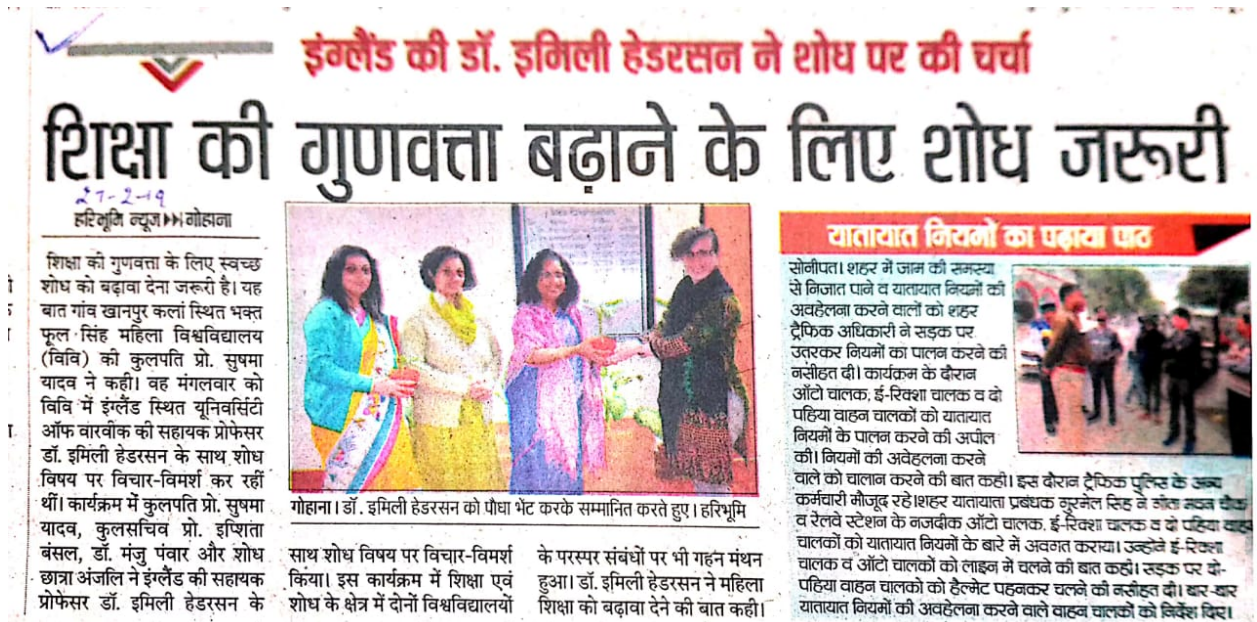 इंग्लैंड की डॉ. इमिली हेडरसन ने शोध पर की चर्चा
शिक्षा की गुणवत्ता बढ़ाने के लिए शोध जरूरी
27-2-19
हरिभूमि न्यूज▸▸गोहाना
शिक्षा की गुणवत्ता के लिए स्वच्छ
शोध को बढ़ावा देना जरूरी है। यह
बात गांव खानपुर कलां स्थित भक्त
फूल सिंह महिला विश्वविद्यालय
(विवि) की कुलपति प्रो. सुषमा
यादव ने कही। वह मंगलवार को
विवि में इंग्लैंड स्थित यूनिवर्सिटी
ऑफ वारवीक की सहायक प्रोफेसर
डॉ. इमिली हेडरसन के साथ शोध
विषय पर विचार-विमर्श कर रहीं
थीं। कार्यक्रम में कुलपति प्रो. सुषमा
यादव, कुलसचिव प्रो. इप्शिता
बंसल, डॉ. मंजु पंवार और शोध
छात्रा अंजलि ने इंग्लैंड की सहायक
प्रोफेसर डॉ. इमिली हेडरसन के
गोहाना। डॉ. इमिली हेडरसन को पौधा भेंट करके सम्मानित करते हुए। हरिभूमि
साथ शोध विषय पर विचार-विमर्श
किया। इस कार्यक्रम में शिक्षा एवं
शोध के क्षेत्र में दोनों विश्वविद्यालयों
के परस्पर संबंधों पर भी गहन मंथन
हुआ। डॉ. इमिली हेडरसन ने महिला
शिक्षा को बढ़ावा देने की बात कही।
यातायात नियमों का पढ़ाया पाठ
सोनीपत। शहर में जाम की समस्या
से निजात पाने व यातायात नियमों की
अवहेलना करने वालों को शहर
ट्रैफिक अधिकारी ने सड़क पर
उतरकर नियमों का पालन करने की
नसीहत दी। कार्यक्रम के दौरान
ऑटो चालक, ई-रिक्शा चालक व दो
पहिया वाहन चालकों को यातायात
नियमों के पालन करने की अपील
की। नियमों की अवेहलना करने
वाले को चालान करने की बात कही। इस दौरान ट्रैफिक पुलिस के अन्य
कर्मचारी मौजूद रहे।शहर यातायाता प्रबंधक गुरमेल सिंह ने गीता भवन चौक
व रेलवे स्टेशन के नजदीक ऑटो चालक, ई-रिक्शा चालक व दो पहिया वाहन
चालकों को यातायात नियमों के बारे में अवगत कराया। उन्होंने ई-रिक्शा
चालक व ऑटो चालकों को लाइन में चलने की बात कही। सड़क पर दो-
पहिया वाहन चालकों को हैल्मेट पहनकर चलने की नसीहत दी। बार-बार
यातायात नियमों की अवहेलना करने वाले वाहन चालकों को निर्देश दिए।